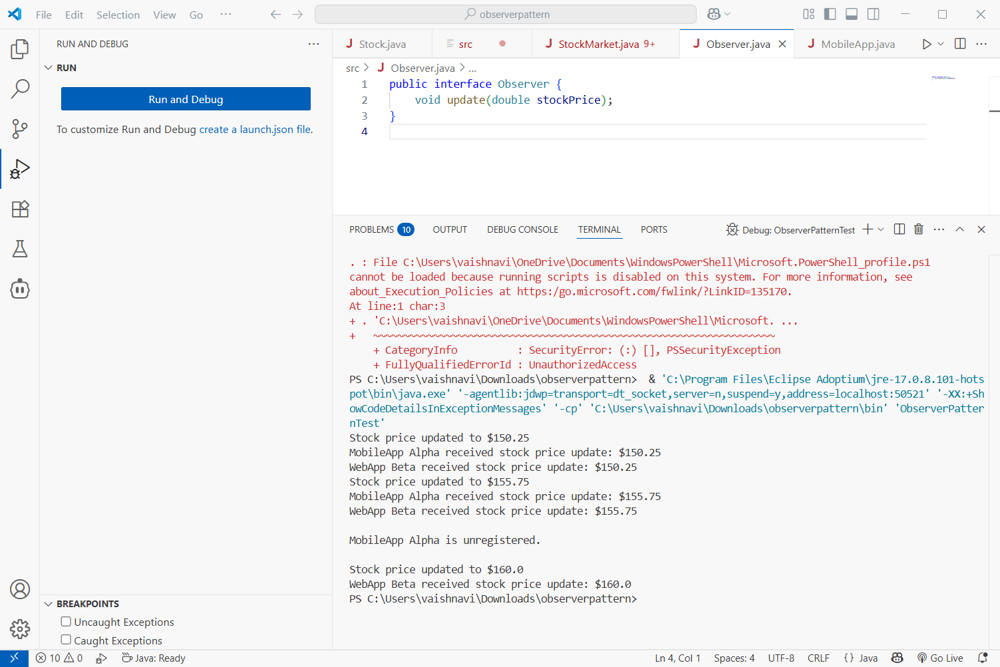 File Edit Selection View Go ... observerpattern
RUN AND DEBUG ...
RUN
Run and Debug
To customize Run and Debug create a launch.json file.
Stock.java src StockMarket.java 9+ Observer.java MobileApp.java
src > Observer.java > ...
1 public interface Observer {
2 void update(double stockPrice);
3 }
4
PROBLEMS 10 OUTPUT DEBUG CONSOLE TERMINAL PORTS Debug: ObserverPatternTest
. : File C:\Users\vaishnavi\OneDrive\Documents\WindowsPowerShell\Microsoft.PowerShell_profile.ps1
cannot be loaded because running scripts is disabled on this system. For more information, see
about_Execution_Policies at https:/go.microsoft.com/fwlink/?LinkID=135170.
At line:1 char:3
+ . 'C:\Users\vaishnavi\OneDrive\Documents\WindowsPowerShell\Microsoft. ...
+ ~~~~~~~~~~~~~~~~~~~~~~~~~~~~~~~~~~~~~~~~~~~~~~~~~~~~~~~~~~~~~~~~~~~
+ CategoryInfo : SecurityError: (:) [], PSSecurityException
+ FullyQualifiedErrorId : UnauthorizedAccess
PS C:\Users\vaishnavi\Downloads\observerpattern> & 'C:\Program Files\Eclipse Adoptium\jre-17.0.8.101-hots
pot\bin\java.exe' '-agentlib:jdwp=transport=dt_socket,server=n,suspend=y,address=localhost:50521' '-XX:+Sh
owCodeDetailsInExceptionMessages' '-cp' 'C:\Users\vaishnavi\Downloads\observerpattern\bin' 'ObserverPatter
nTest'
Stock price updated to $150.25
MobileApp Alpha received stock price update: $150.25
WebApp Beta received stock price update: $150.25
Stock price updated to $155.75
MobileApp Alpha received stock price update: $155.75
WebApp Beta received stock price update: $155.75
MobileApp Alpha is unregistered.
Stock price updated to $160.0
WebApp Beta received stock price update: $160.0
PS C:\Users\vaishnavi\Downloads\observerpattern>
BREAKPOINTS
Uncaught Exceptions
Caught Exceptions
10 0 Java: Ready Ln 4, Col 1 Spaces: 4 UTF-8 CRLF {} Java Go Live